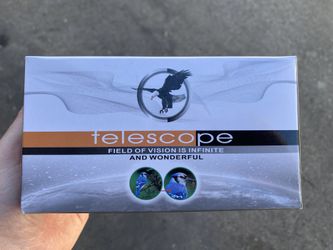 telescope
FIELD OF VISION IS INFINITE
AND WONDERFUL